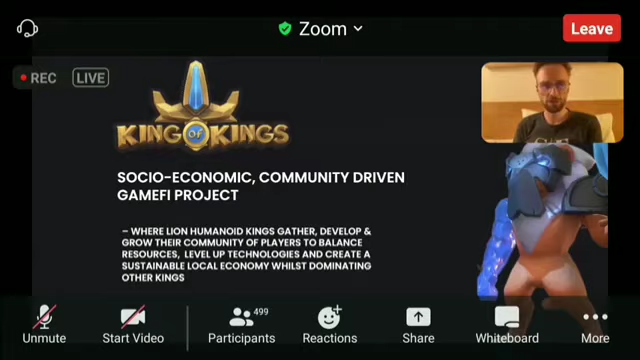 Zoom
Leave
REC
LIVE
KING OF KINGS
SOCIO-ECONOMIC, COMMUNITY DRIVEN
GAMEFI PROJECT
– WHERE LION HUMANOID KINGS GATHER, DEVELOP &
GROW THEIR COMMUNITY OF PLAYERS TO BALANCE
RESOURCES, LEVEL UP TECHNOLOGIES AND CREATE A
SUSTAINABLE LOCAL ECONOMY WHILST DOMINATING
OTHER KINGS
499
Unmute
Start Video
Participants
Reactions
Share
Whiteboard
More